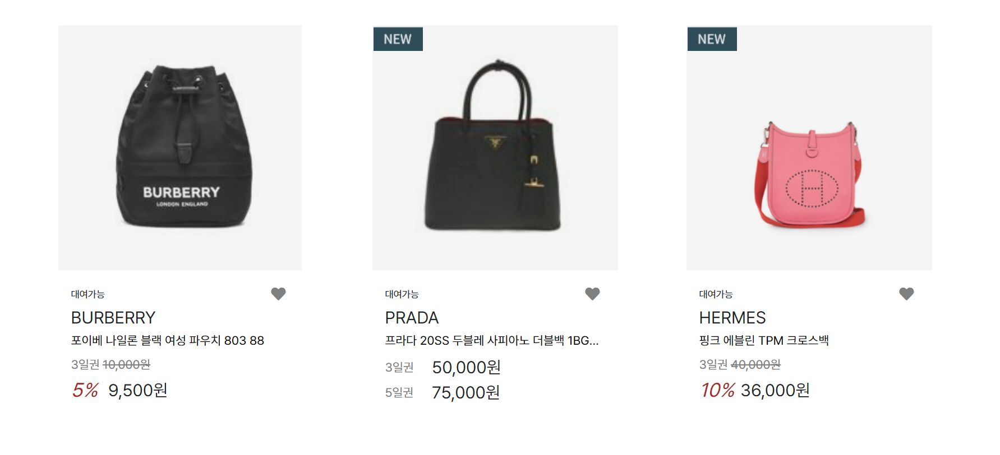 BURBERRY
LONDON ENGLAND
대여가능
BURBERRY
포이베 나일론 블랙 여성 파우치 803 88
3일권 10,000원
5% 9,500원
NEW
대여가능
PRADA
프라다 20SS 두블레 사피아노 더블백 1BG...
3일권 50,000원
5일권 75,000원
NEW
H
대여가능
HERMES
핑크 에블린 TPM 크로스백
3일권 40,000원
10% 36,000원